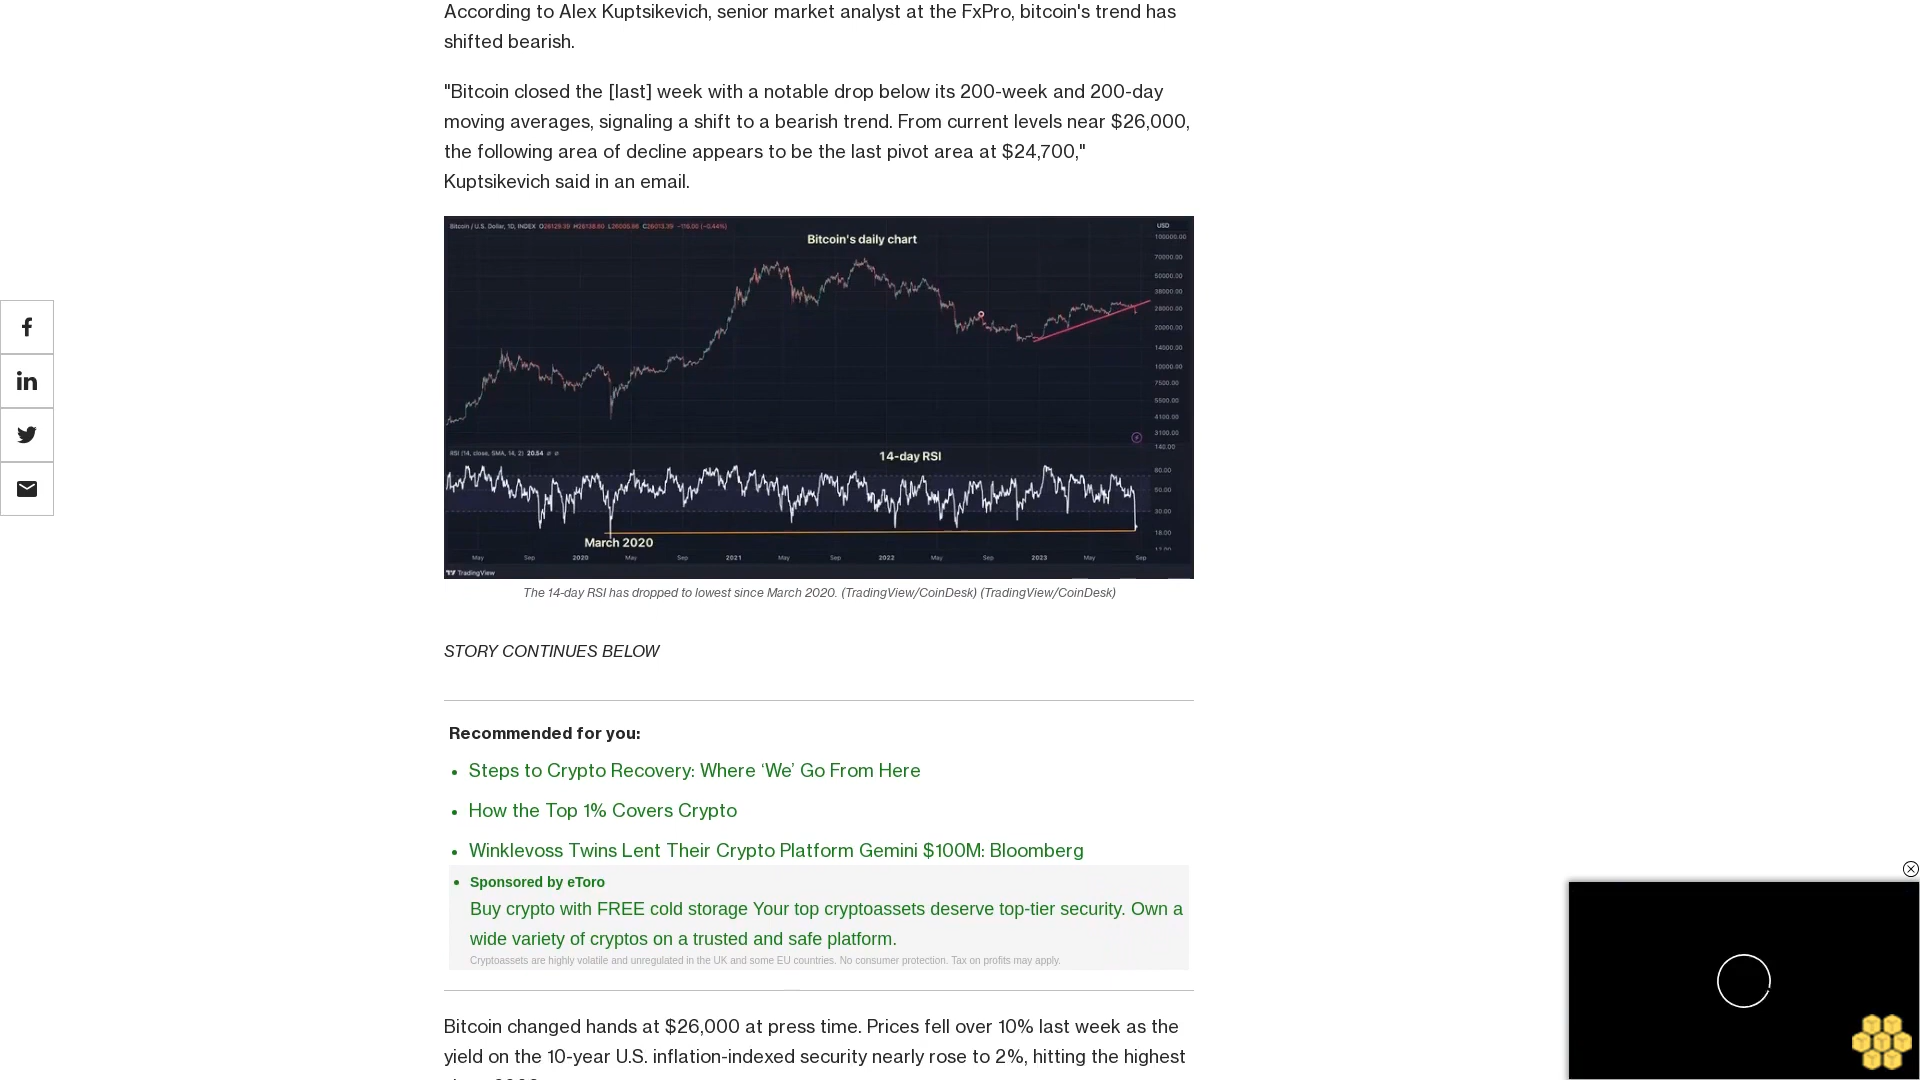 According to Alex Kuptsikevich, senior market analyst at the FxPro, bitcoin's trend has
shifted bearish.
"Bitcoin closed the [last] week with a notable drop below its 200-week and 200-day
moving averages, signaling a shift to a bearish trend. From current levels near $26,000,
the following area of decline appears to be the last pivot area at $24,700,"
Kuptsikevich said in an email.
Bitcoin / U.S. Dollar, 1D, INDEX
USD
Bitcoin's daily chart
100000.00
70000.00
50000.00
38000.00
28000.00
20000.00
14000.00
10000.00
7500.00
5500.00
4100.00
3100.00
140.00
RSI (14, close, SMA, 14, 2) 20.54
14-day RSI
80.00
50.00
30.00
18.00
March 2020
May Sep 2020 May Sep 2021 May Sep 2022 May Sep 2023 May Sep
TradingView
The 14-day RSI has dropped to lowest since March 2020. (TradingView/CoinDesk) (TradingView/CoinDesk)
STORY CONTINUES BELOW
Recommended for you:
• Steps to Crypto Recovery: Where ‘We’ Go From Here
• How the Top 1% Covers Crypto
• Winklevoss Twins Lent Their Crypto Platform Gemini $100M: Bloomberg
• Sponsored by eToro
Buy crypto with FREE cold storage Your top cryptoassets deserve top-tier security. Own a
wide variety of cryptos on a trusted and safe platform.
Cryptoassets are highly volatile and unregulated in the UK and some EU countries. No consumer protection. Tax on profits may apply.
Bitcoin changed hands at $26,000 at press time. Prices fell over 10% last week as the
yield on the 10-year U.S. inflation-indexed security nearly rose to 2%, hitting the highest